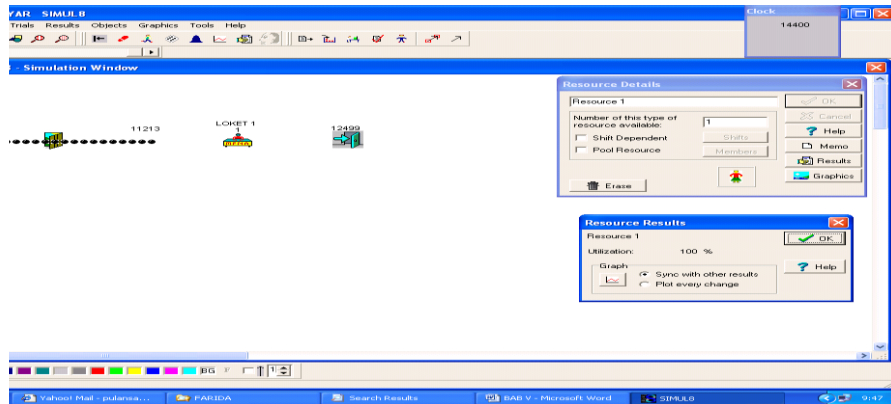 YAR SIMUL8
Clock
14400
Trials Results Objects Graphics Tools Help
- Simulation Window
11213
LOKET 1
1
12499
Resource Details
Resource 1
OK
Number of this type of
resource available:
1
Cancel
Help
Shift Dependent
Shifts
Memo
Pool Resource
Members
Results
Graphics
Erase
Resource Results
Resource 1
OK
Utilization: 100 %
Graph
Help
Sync with other results
Plot every change
BG F 1
Yahoo! Mail - pulansa... PARIDA Search Results BAB V - Microsoft Word SIMUL8 9:47